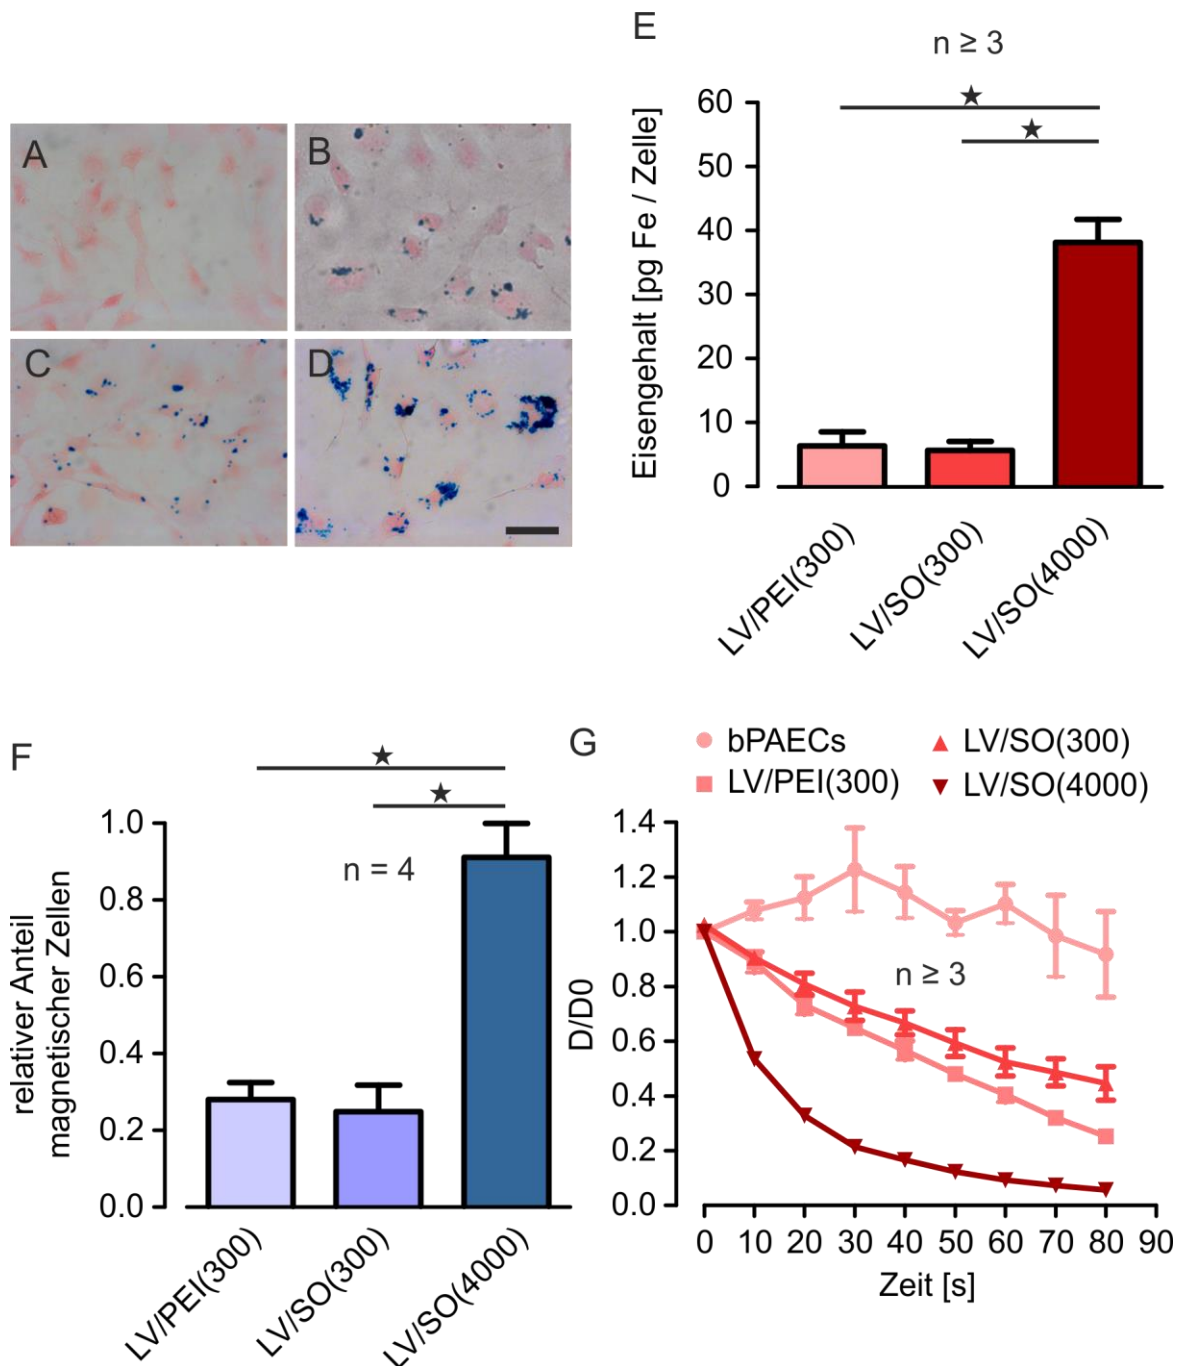 A
B
C
D
E
n ≥ 3
★
★
60
50
40
30
20
10
0
Eisengehalt [pg Fe / Zelle]
LV/PEI(300)
LV/SO(300)
LV/SO(4000)
F
★
★
n = 4
1.0
0.8
0.6
0.4
0.2
0.0
relativer Anteil
magnetischer Zellen
LV/PEI(300)
LV/SO(300)
LV/SO(4000)
G
bPAECs
LV/SO(300)
LV/PEI(300)
LV/SO(4000)
1.4
1.2
1.0
0.8
0.6
0.4
0.2
0.0
D/D0
n ≥ 3
0 10 20 30 40 50 60 70 80 90
Zeit [s]